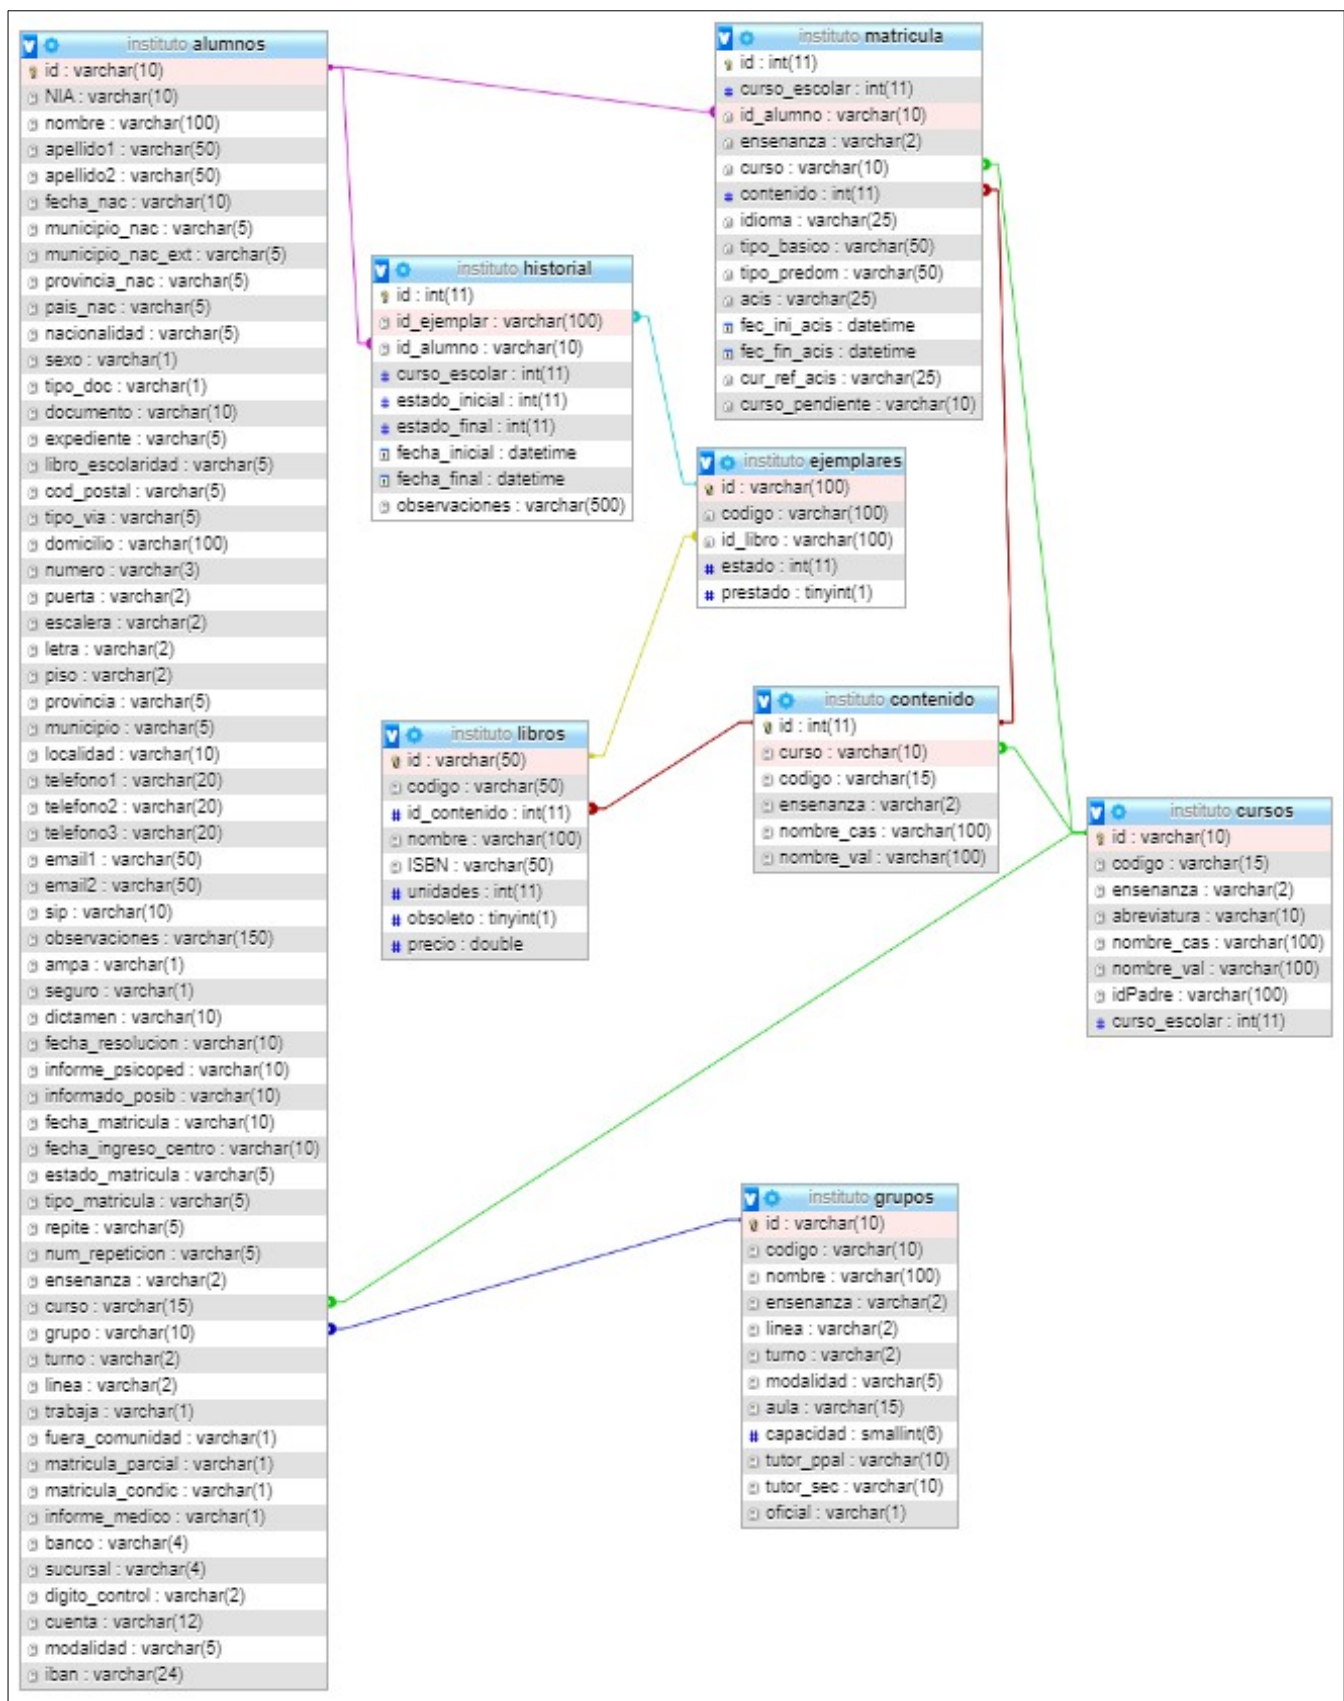 instituto alumnos
id : varchar(10)
NIA : varchar(10)
nombre : varchar(100)
apellido1 : varchar(50)
apellido2 : varchar(50)
fecha_nac : varchar(10)
municipio_nac : varchar(5)
municipio_nac_ext : varchar(5)
provincia_nac : varchar(5)
pais_nac : varchar(5)
nacionalidad : varchar(5)
sexo : varchar(1)
tipo_doc : varchar(1)
documento : varchar(10)
expediente : varchar(5)
libro_escolaridad : varchar(5)
cod_postal : varchar(5)
tipo_via : varchar(5)
domicilio : varchar(100)
numero : varchar(3)
puerta : varchar(2)
escalera : varchar(2)
letra : varchar(2)
piso : varchar(2)
provincia : varchar(5)
municipio : varchar(5)
localidad : varchar(10)
telefono1 : varchar(20)
telefono2 : varchar(20)
telefono3 : varchar(20)
email1 : varchar(50)
email2 : varchar(50)
sip : varchar(10)
observaciones : varchar(150)
ampa : varchar(1)
seguro : varchar(1)
dictamen : varchar(10)
fecha_resolucion : varchar(10)
informe_psicoped : varchar(10)
informado_posib : varchar(10)
fecha_matricula : varchar(10)
fecha_ingreso_centro : varchar(10)
estado_matricula : varchar(5)
tipo_matricula : varchar(5)
repite : varchar(5)
num_repeticion : varchar(5)
ensenanza : varchar(2)
curso : varchar(15)
grupo : varchar(10)
turno : varchar(2)
linea : varchar(2)
trabaja : varchar(1)
fuera_comunidad : varchar(1)
matricula_parcial : varchar(1)
matricula_condic : varchar(1)
informe_medico : varchar(1)
banco : varchar(4)
sucursal : varchar(4)
digito_control : varchar(2)
cuenta : varchar(12)
modalidad : varchar(5)
iban : varchar(24)
instituto historial
id : int(11)
id_ejemplar : varchar(100)
id_alumno : varchar(10)
curso_escolar : int(11)
estado_inicial : int(11)
estado_final : int(11)
fecha_inicial : datetime
fecha_final : datetime
observaciones : varchar(500)
instituto matricula
id : int(11)
curso_escolar : int(11)
id_alumno : varchar(10)
ensenanza : varchar(2)
curso : varchar(10)
contenido : int(11)
idioma : varchar(25)
tipo_basico : varchar(50)
tipo_predom : varchar(50)
acis : varchar(25)
fec_ini_acis : datetime
fec_fin_acis : datetime
cur_ref_acis : varchar(25)
curso_pendiente : varchar(10)
instituto ejemplares
id : varchar(100)
codigo : varchar(100)
id_libro : varchar(100)
estado : int(11)
prestado : tinyint(1)
instituto libros
id : varchar(50)
codigo : varchar(50)
id_contenido : int(11)
nombre : varchar(100)
ISBN : varchar(50)
unidades : int(11)
obsoleto : tinyint(1)
precio : double
instituto contenido
id : int(11)
curso : varchar(10)
codigo : varchar(15)
ensenanza : varchar(2)
nombre_cas : varchar(100)
nombre_val : varchar(100)
instituto cursos
id : varchar(10)
codigo : varchar(15)
ensenanza : varchar(2)
abreviatura : varchar(10)
nombre_cas : varchar(100)
nombre_val : varchar(100)
idPadre : varchar(100)
curso_escolar : int(11)
instituto grupos
id : varchar(10)
codigo : varchar(10)
nombre : varchar(100)
ensenanza : varchar(2)
linea : varchar(2)
turno : varchar(2)
modalidad : varchar(5)
aula : varchar(15)
capacidad : smallint(6)
tutor_ppal : varchar(10)
tutor_sec : varchar(10)
oficial : varchar(1)